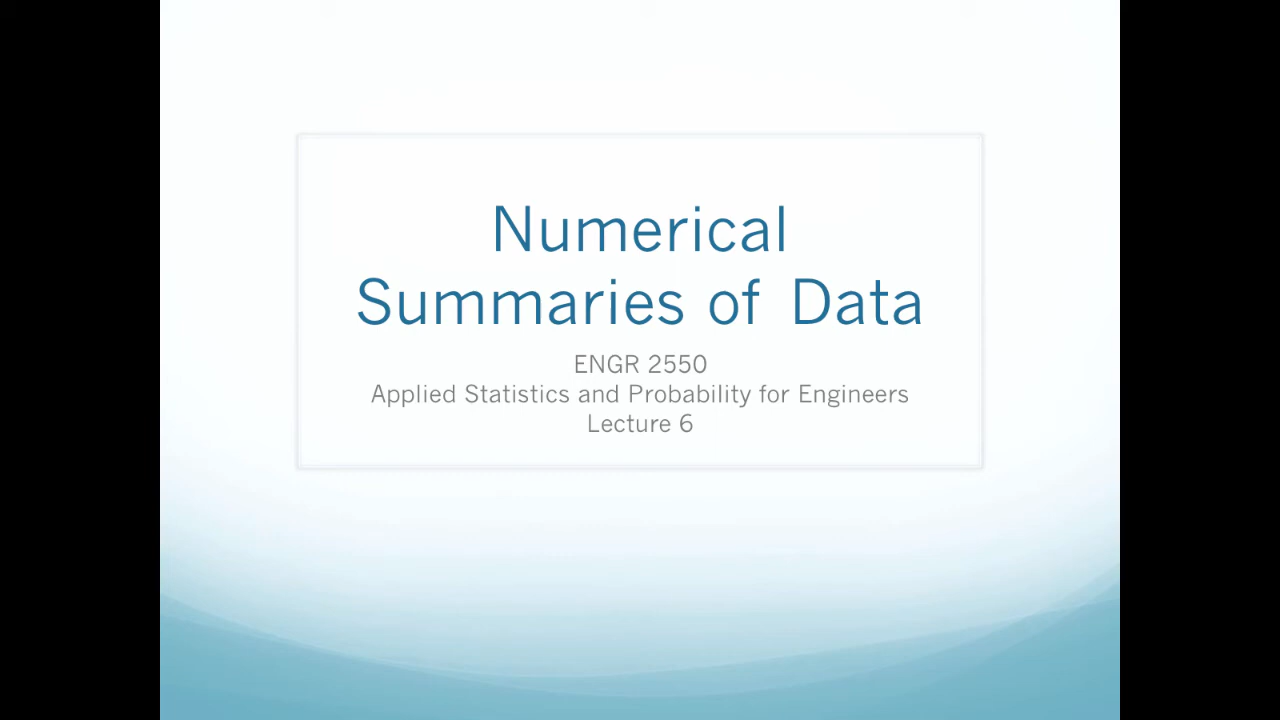 Numerical
Summaries of Data
ENGR 2550
Applied Statistics and Probability for Engineers
Lecture 6